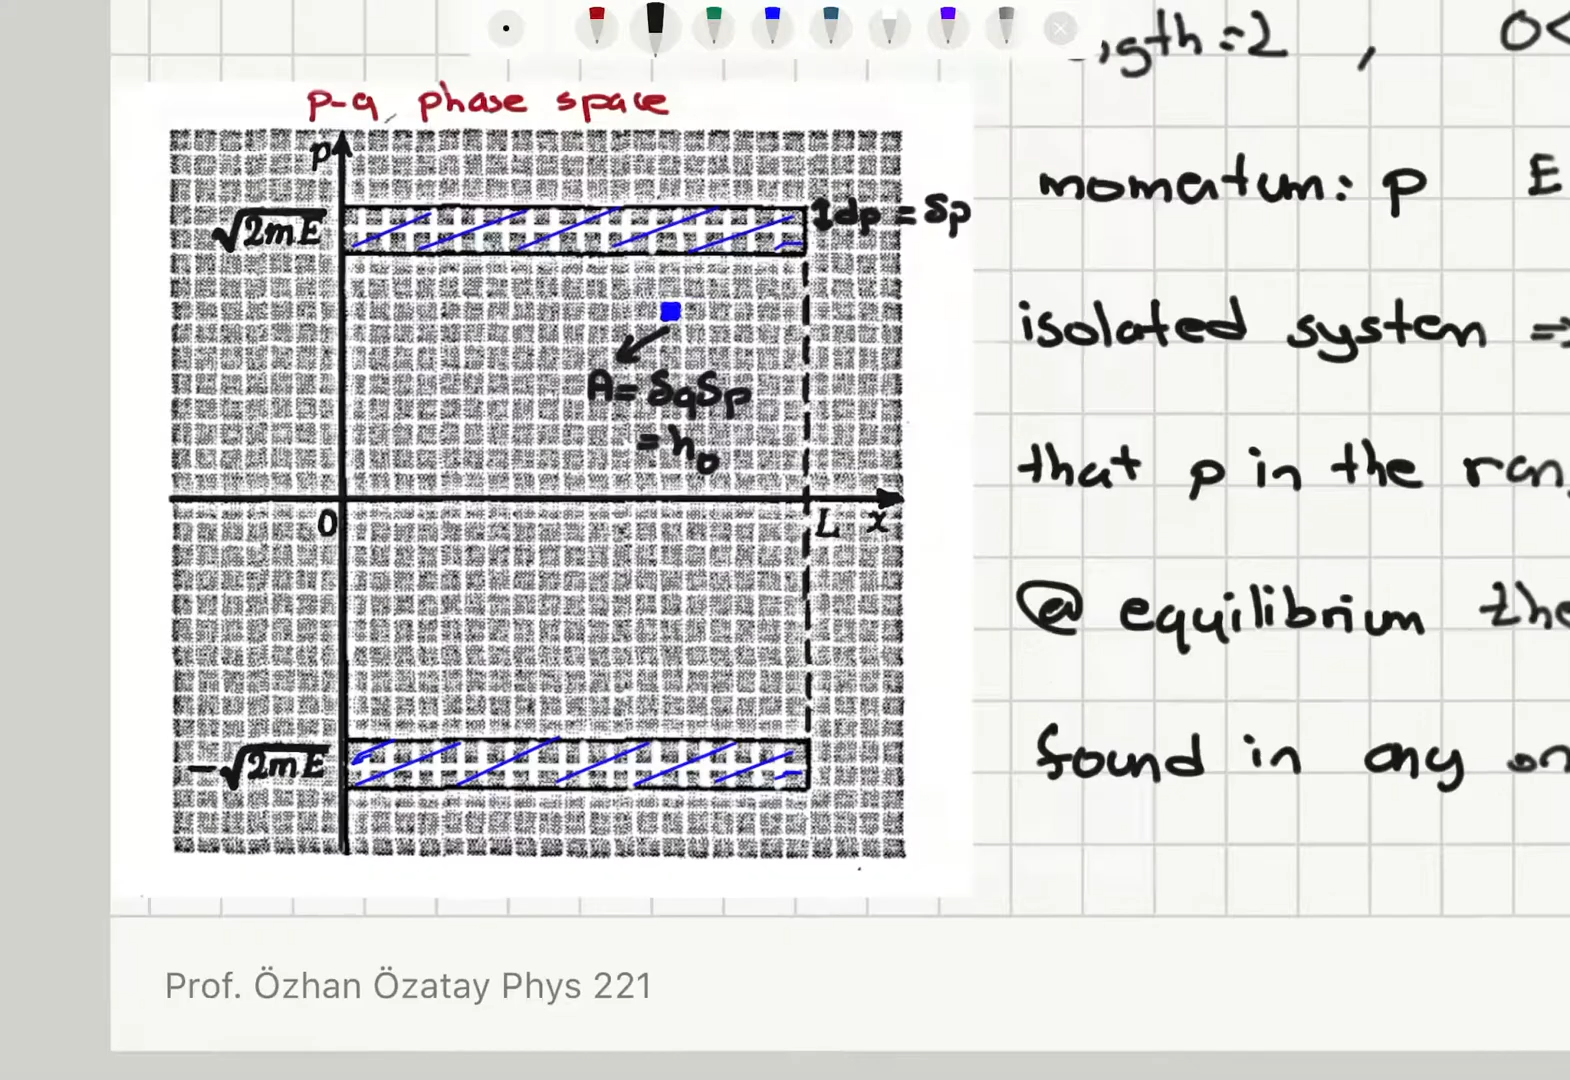 p-q phase space
p
√2mE
dp = δp
A = δqδp
= h₀
0
L
x
-√2mE
gth = 2 , 0<
momentum: p E
isolated system =>
that p in the ran
@ equilibrium the
found in any on
Prof. Özhan Özatay Phys 221